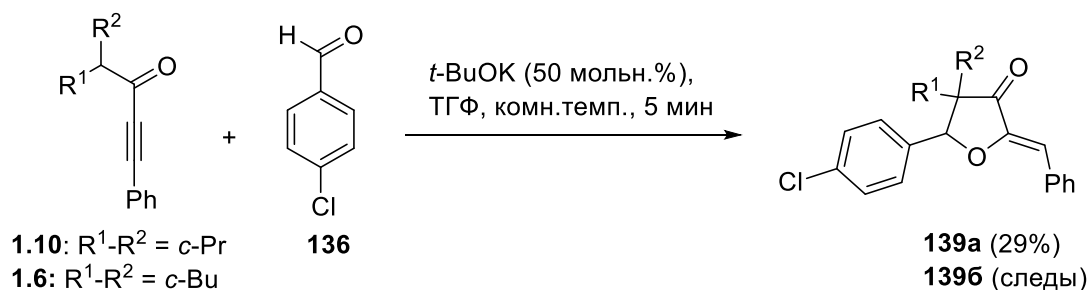 R² H O
R¹ O t-BuOK (50 мольн.%), R¹ R² O
ТГФ, комн.темп., 5 мин
+
O
Ph Cl Cl Ph
1.10: R¹-R² = c-Pr 136 139а (29%)
1.6: R¹-R² = c-Bu 139б (следы)